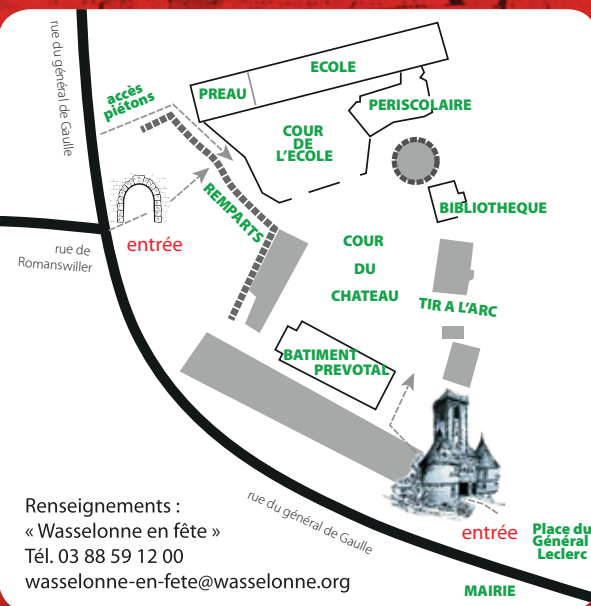 rue du général de Gaulle
accès
piétons
ECOLE
PREAU
PERISCOLAIRE
COUR
DE
L'ECOLE
REMPARTS
BIBLIOTHEQUE
entrée
rue de
Romanswiller
COUR
DU
CHATEAU
TIR A L'ARC
BATIMENT
PREVOTAL
rue du général de Gaulle
Renseignements :
« Wasselonne en fête »
Tél. 03 88 59 12 00
wasselonne-en-fete@wasselonne.org
entrée
Place du
Général
Leclerc
MAIRIE